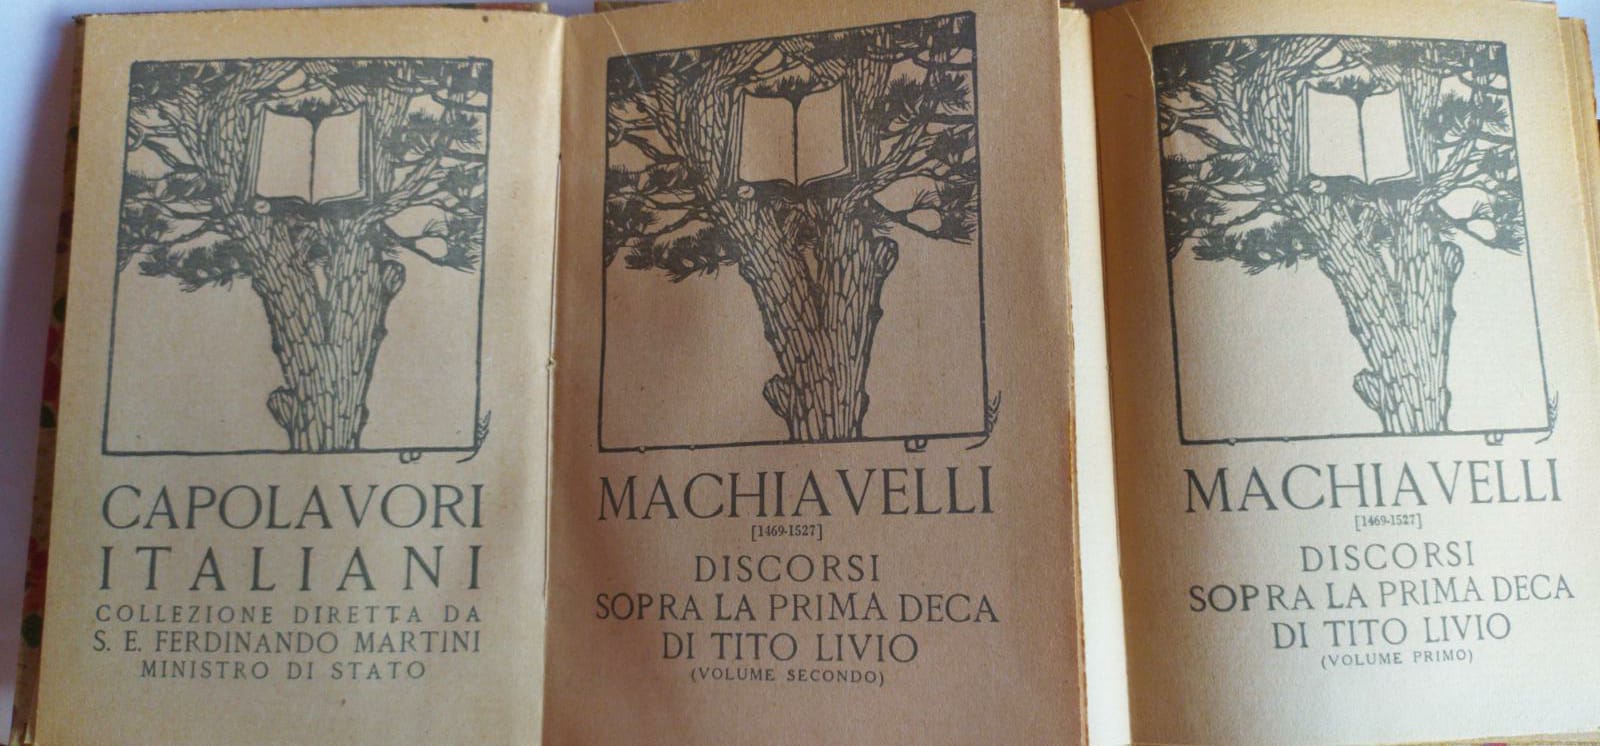 CAPOLAVORI
ITALIANI
COLLEZIONE DIRETTA DA
S. E. FERDINANDO MARTINI
MINISTRO DI STATO
MACHIAVELLI
[1469-1527]
DISCORSI
SOPRA LA PRIMA DECA
DI TITO LIVIO
(VOLUME SECONDO)
MACHIAVELLI
[1469-1527]
DISCORSI
SOPRA LA PRIMA DECA
DI TITO LIVIO
(VOLUME PRIMO)